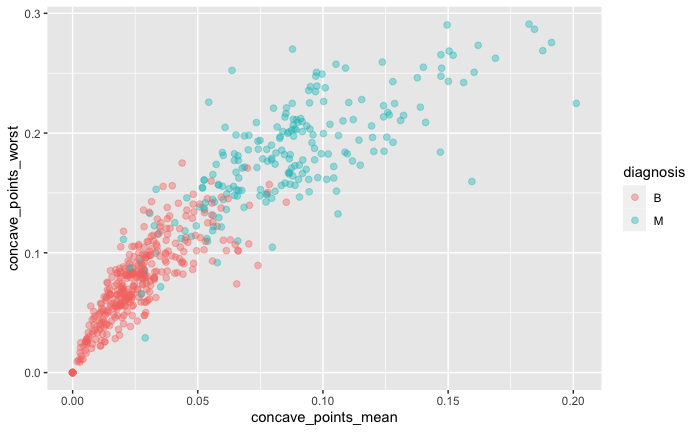 0.3
0.2
0.1
0.0
concave_points_worst
0.00 0.05 0.10 0.15 0.20
concave_points_mean
diagnosis
B
M